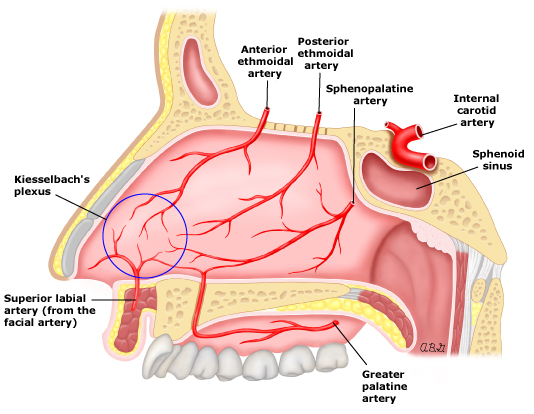 Anterior
ethmoidal
artery
Posterior
ethmoidal
artery
Sphenopalatine
artery
Internal
carotid
artery
Sphenoid
sinus
Kiesselbach's
plexus
Superior labial
artery (from the
facial artery)
Greater
palatine
artery